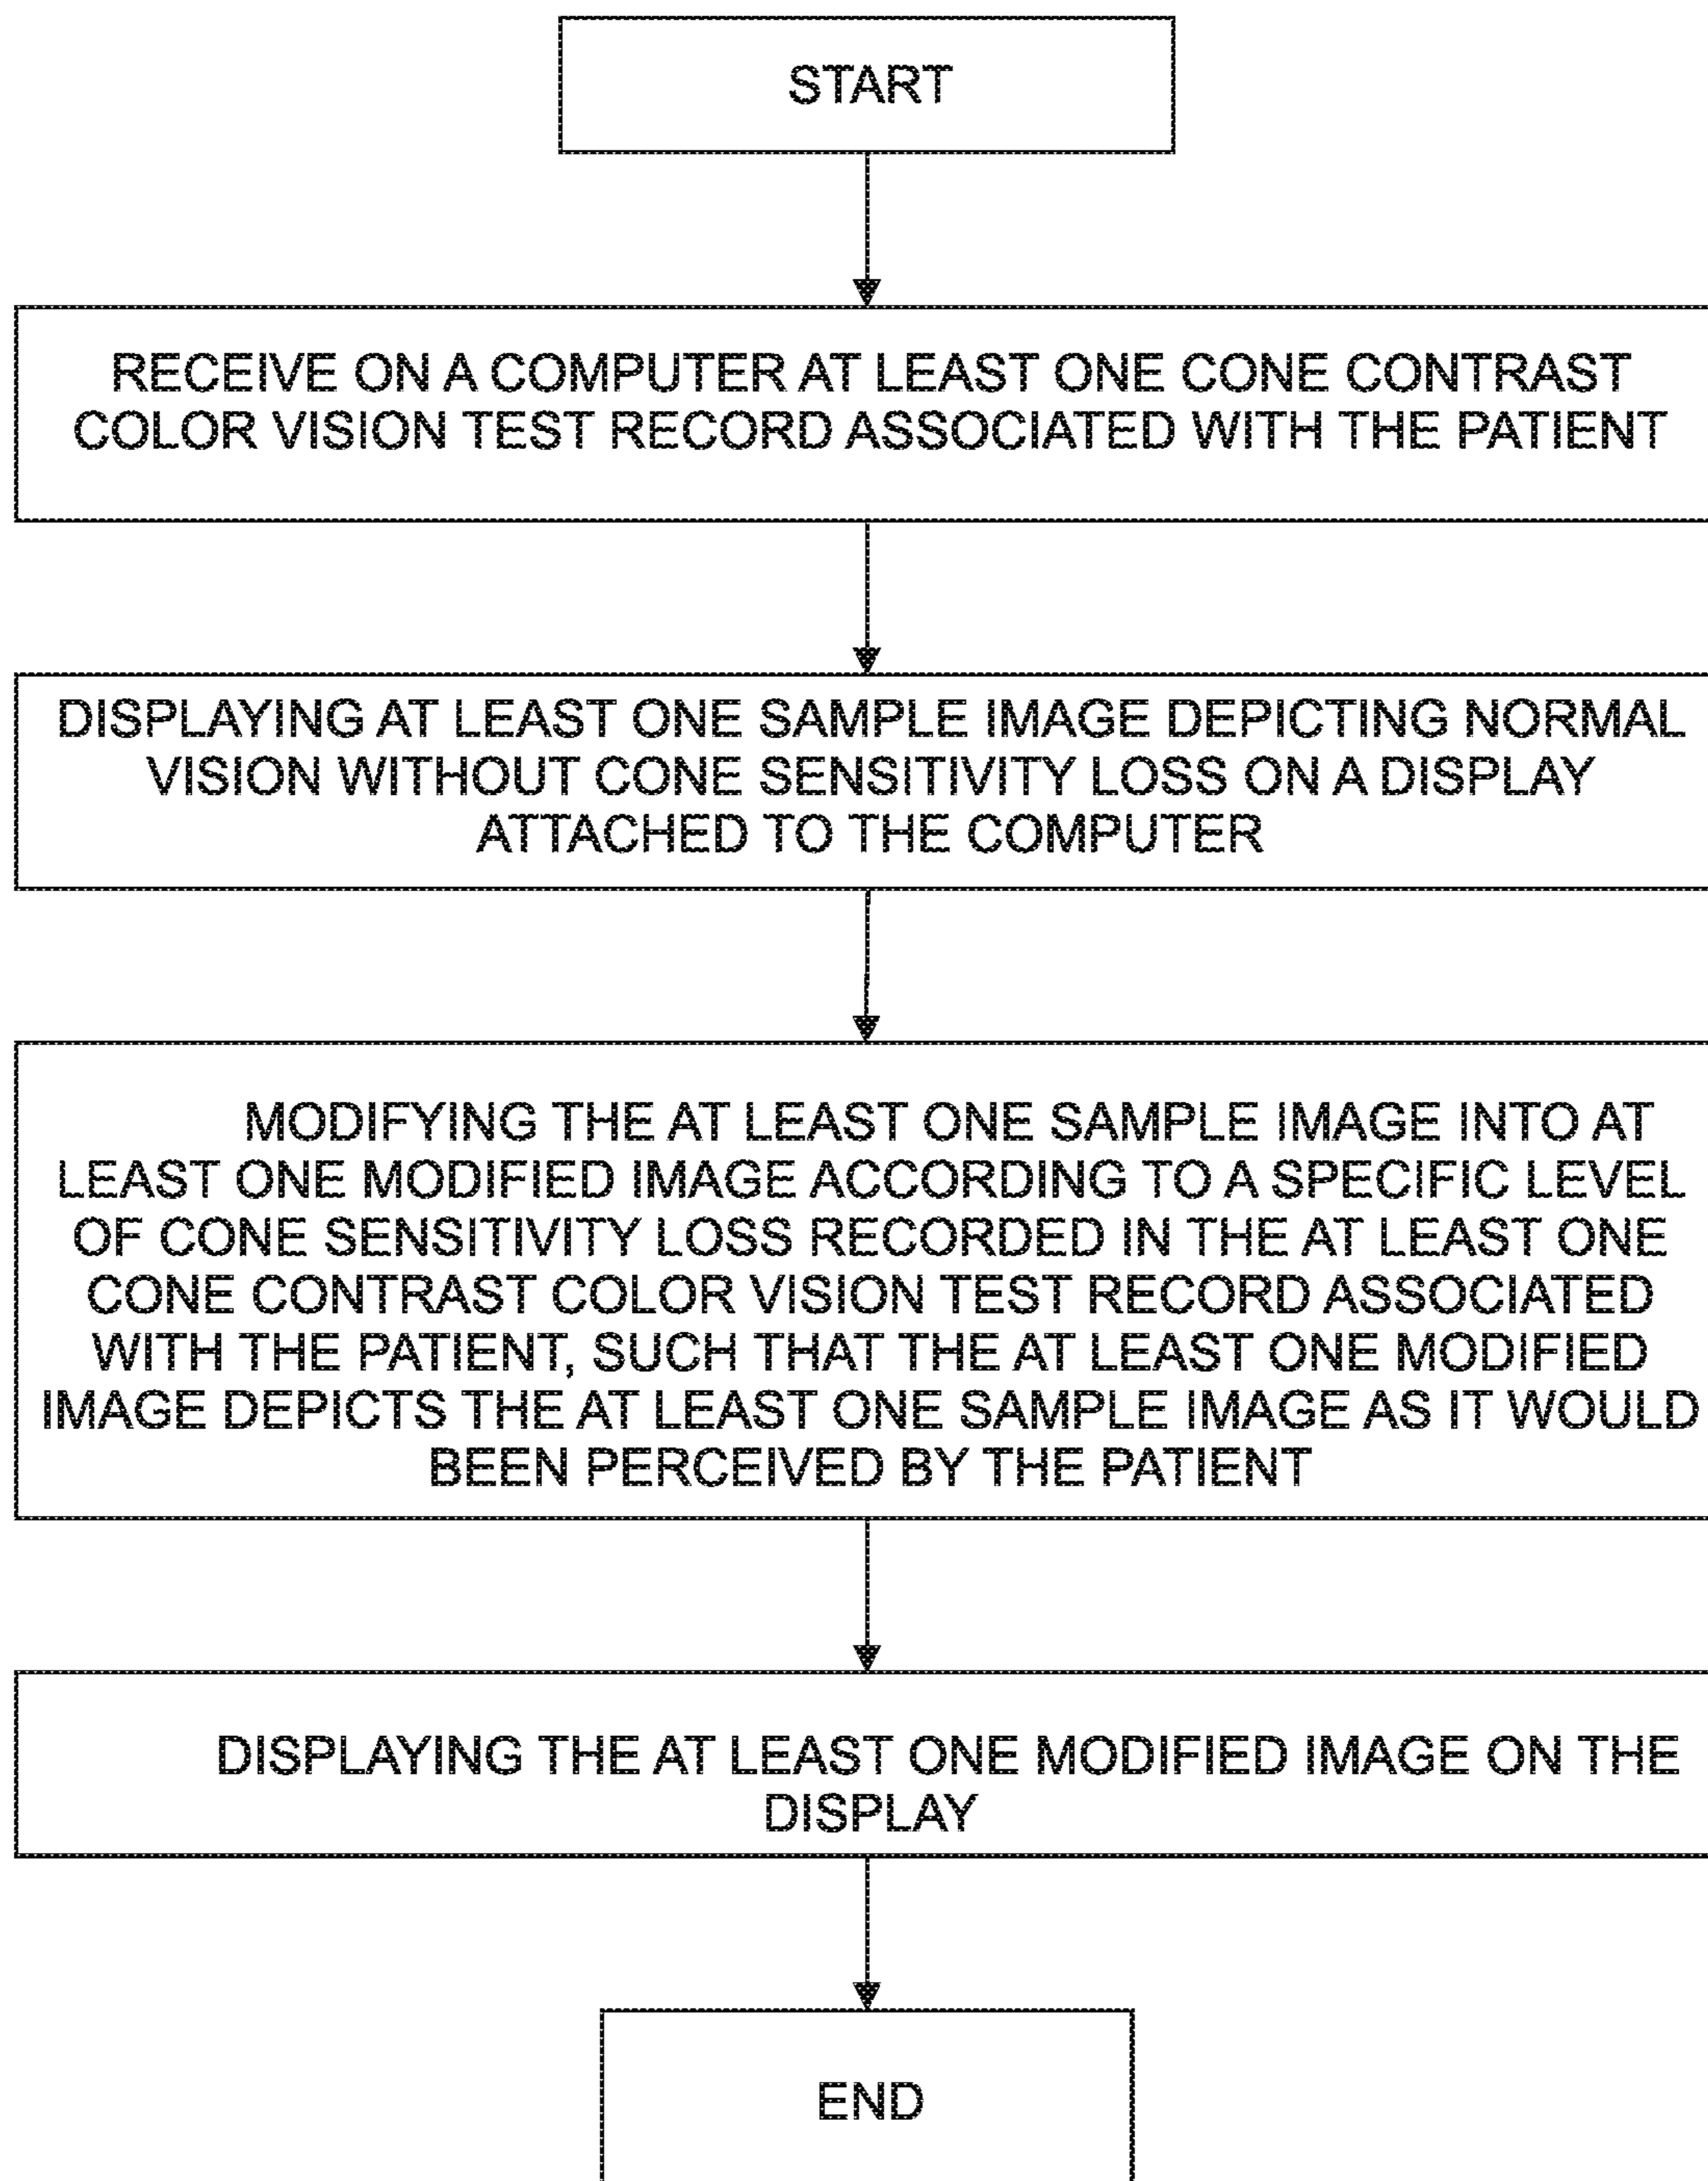 START
RECEIVE ON A COMPUTER AT LEAST ONE CONE CONTRAST
COLOR VISION TEST RECORD ASSOCIATED WITH THE PATIENT
DISPLAYING AT LEAST ONE SAMPLE IMAGE DEPICTING NORMAL
VISION WITHOUT CONE SENSITIVITY LOSS ON A DISPLAY
ATTACHED TO THE COMPUTER
MODIFYING THE AT LEAST ONE SAMPLE IMAGE INTO AT
LEAST ONE MODIFIED IMAGE ACCORDING TO A SPECIFIC LEVEL
OF CONE SENSITIVITY LOSS RECORDED IN THE AT LEAST ONE
CONE CONTRAST COLOR VISION TEST RECORD ASSOCIATED
WITH THE PATIENT, SUCH THAT THE AT LEAST ONE MODIFIED
IMAGE DEPICTS THE AT LEAST ONE SAMPLE IMAGE AS IT WOULD
BEEN PERCEIVED BY THE PATIENT
DISPLAYING THE AT LEAST ONE MODIFIED IMAGE ON THE
DISPLAY
END